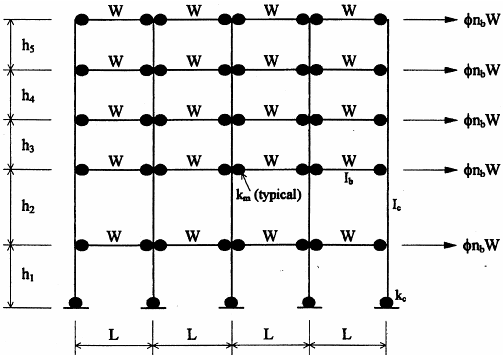 W W W W ϕn_bW
h₅
W W W W ϕn_bW
h₄
W W W W ϕn_bW
h₃
W W W W ϕn_bW
k_m (typical) I_b
h₂ I_c
W W W W ϕn_bW
h₁ k_c
L L L L